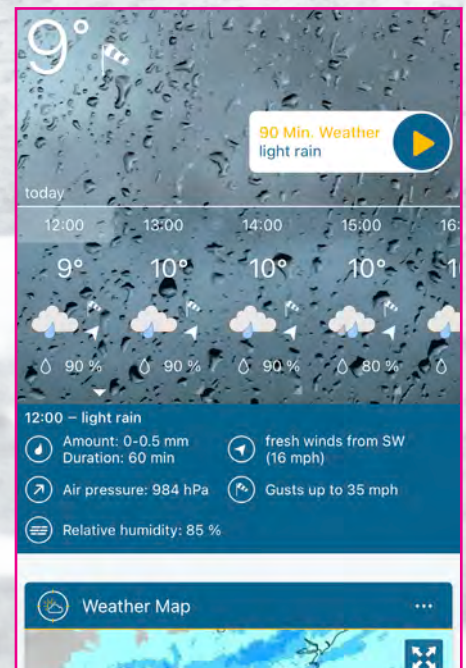 9°
90 Min. Weather
light rain
today
12:00 13:00 14:00 15:00 16:
9° 10° 10° 10° 1
90 % 90 % 90 % 80 %
12:00 – light rain
Amount: 0-0.5 mm
Duration: 60 min
fresh winds from SW
(16 mph)
Air pressure: 984 hPa
Gusts up to 35 mph
Relative humidity: 85 %
Weather Map